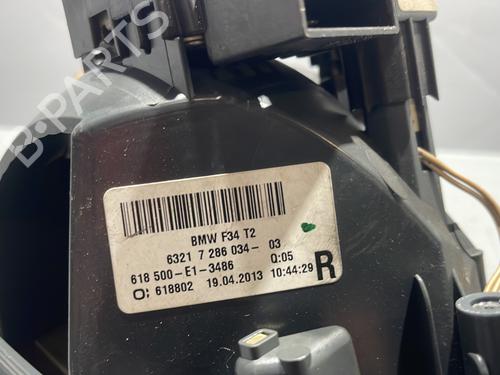 B-PARTS
BMW F34 T2
6321 7 286 034- 03
618 500-E1-3486 Q:05
O: 618802 19.04.2013 10:44:29 R